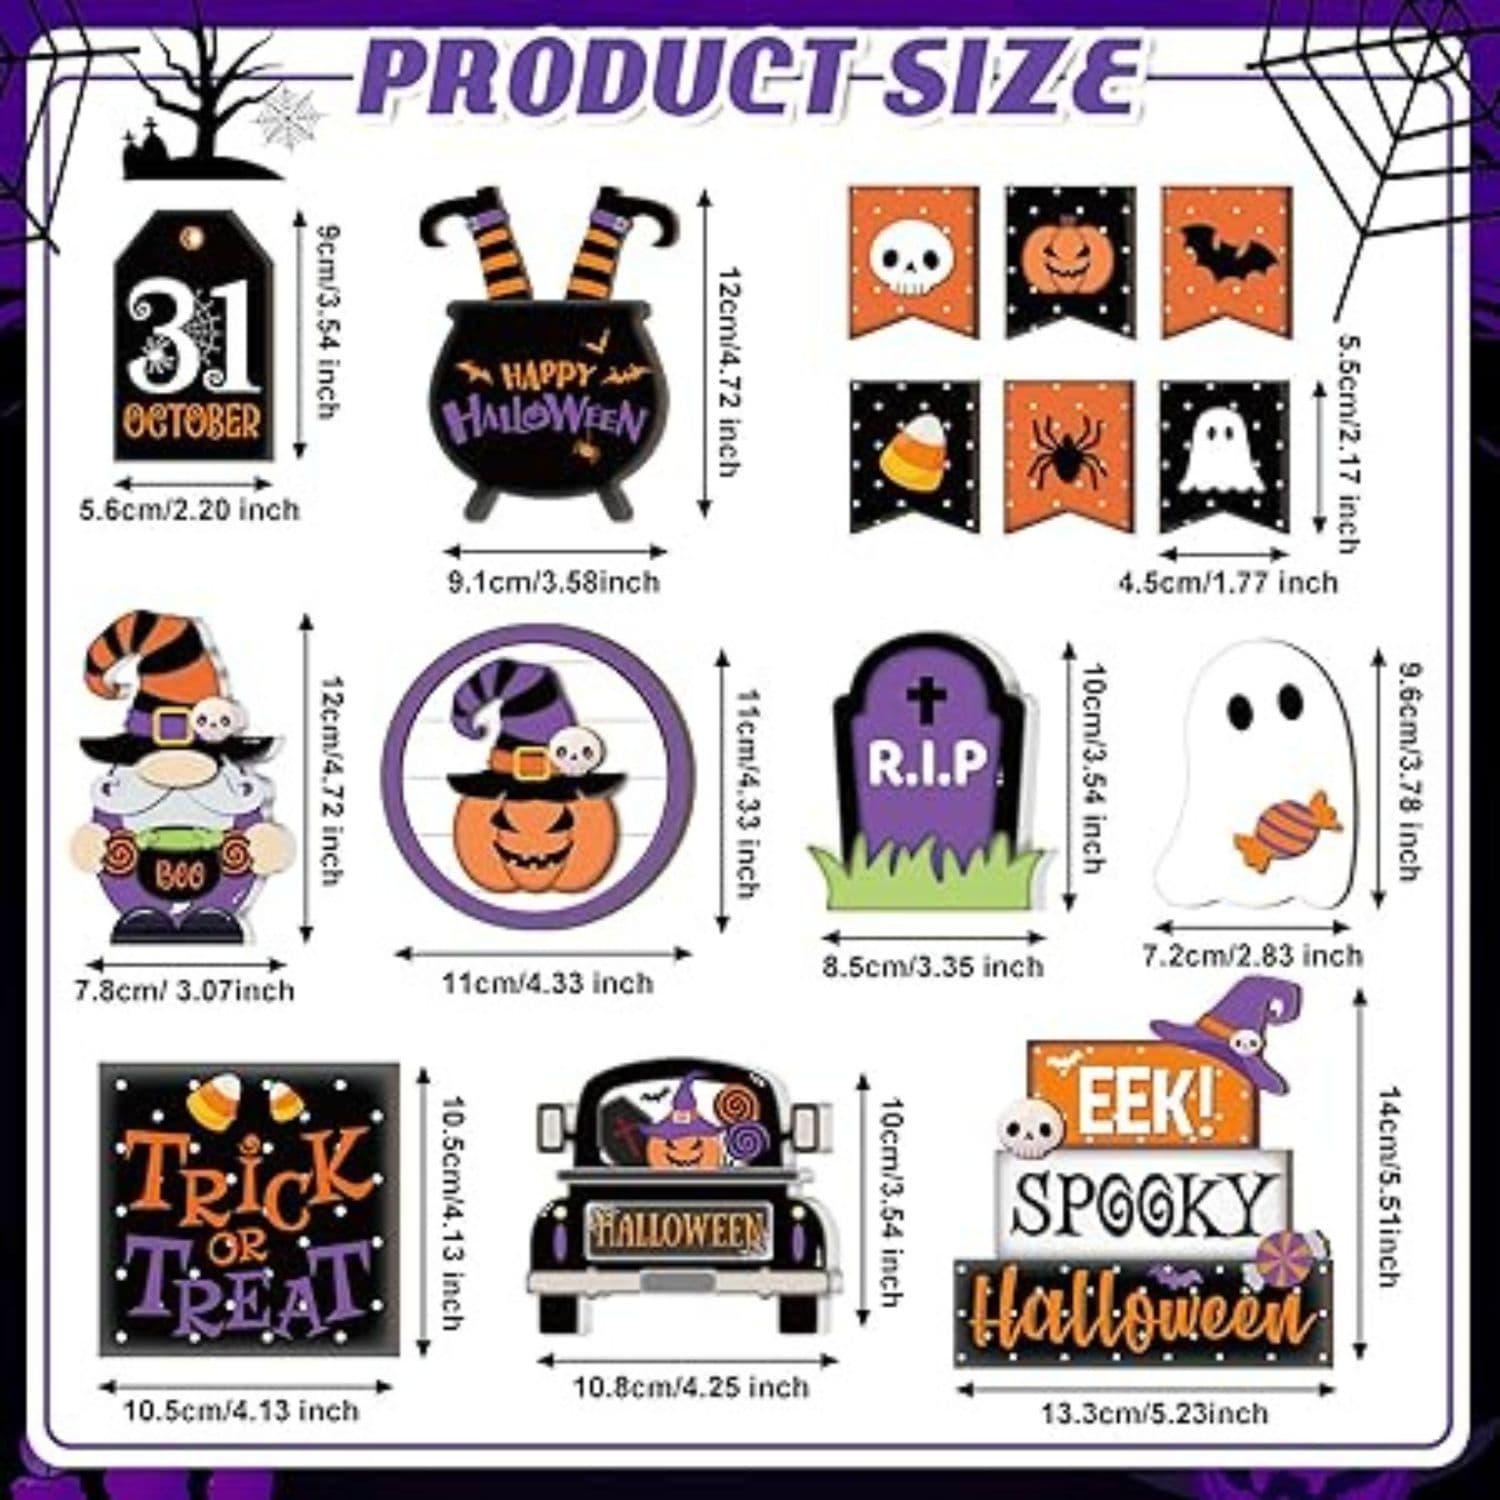 PRODUCT SIZE
31
OCTOBER
9cm/3.54 inch
5.6cm/2.20 inch
HAPPY
HALLOWEEN
12cm/4.72 inch
9.1cm/3.58inch
5.5cm/2.17 inch
4.5cm/1.77 inch
BOO
12cm/4.72 inch
7.8cm/ 3.07inch
11cm/4.33 inch
11cm/4.33 inch
R.I.P.
10cm/3.54 inch
8.5cm/3.35 inch
9.6cm/3.78 inch
7.2cm/2.83 inch
TRICK
OR
TREAT
10.5cm/4.13 inch
10.5cm/4.13 inch
HALLOWEEN
10cm/3.54 inch
10.8cm/4.25 inch
EEK!
SPOOKY
Halloween
14cm/5.51inch
13.3cm/5.23inch